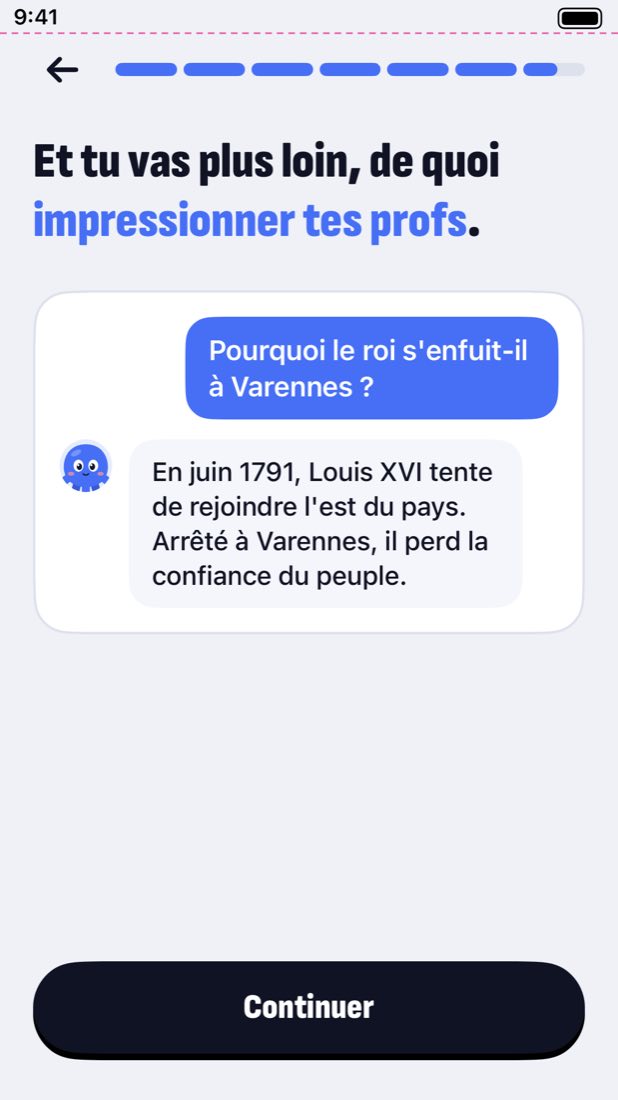 9:41
Et tu vas plus loin, de quoi
impressionner tes profs.
Pourquoi le roi s'enfuit-il
à Varennes ?
En juin 1791, Louis XVI tente
de rejoindre l'est du pays.
Arrêté à Varennes, il perd la
confiance du peuple.
Continuer